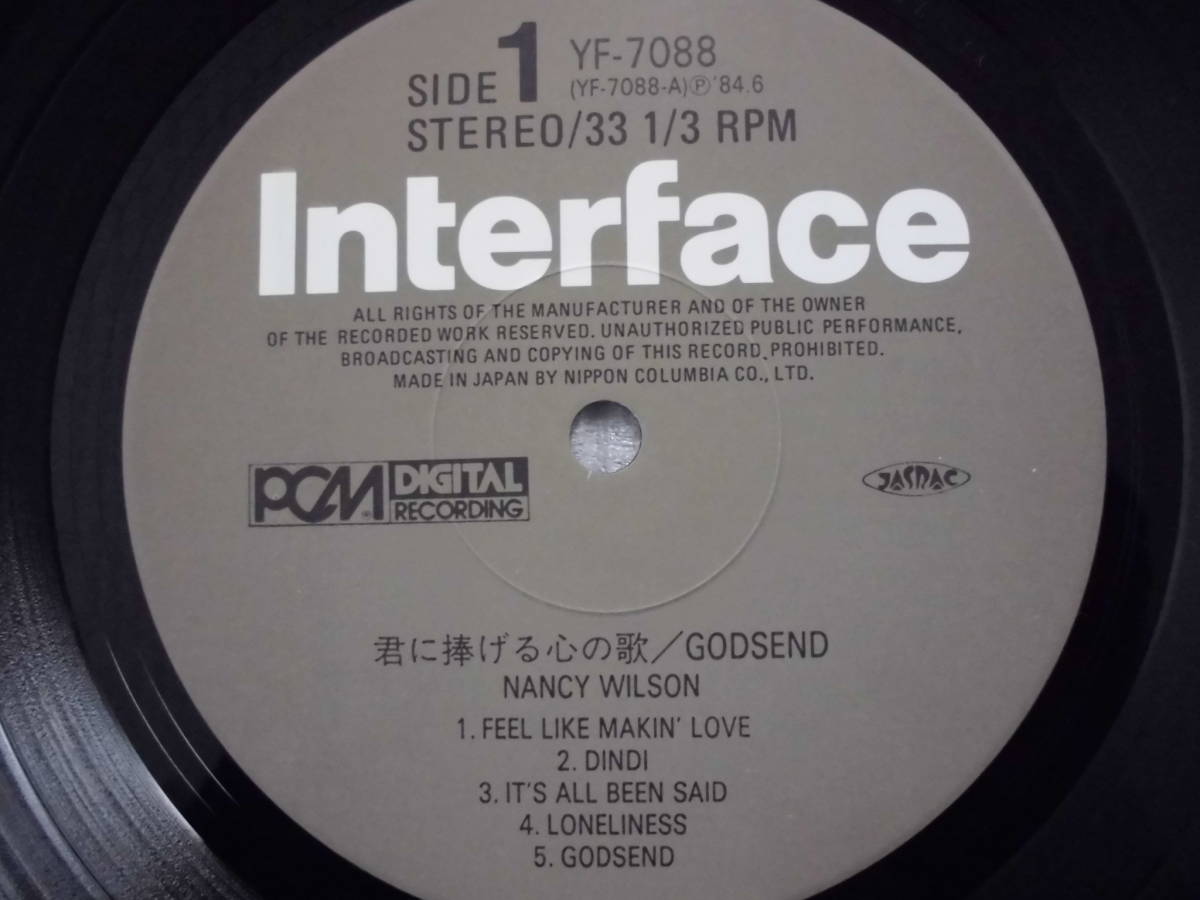 SIDE 1 YF-7088
(YF-7088-A)Ⓟ'84.6
STEREO/33 1/3 RPM
Interface
ALL RIGHTS OF THE MANUFACTURER AND OF THE OWNER
OF THE RECORDED WORK RESERVED. UNAUTHORIZED PUBLIC PERFORMANCE,
BROADCASTING AND COPYING OF THIS RECORD PROHIBITED.
MADE IN JAPAN BY NIPPON COLUMBIA CO., LTD.
PCM DIGITAL
RECORDING
JASRAC
君に捧げる心の歌／GODSEND
NANCY WILSON
1. FEEL LIKE MAKIN' LOVE
2. DINDI
3. IT'S ALL BEEN SAID
4. LONELINESS
5. GODSEND